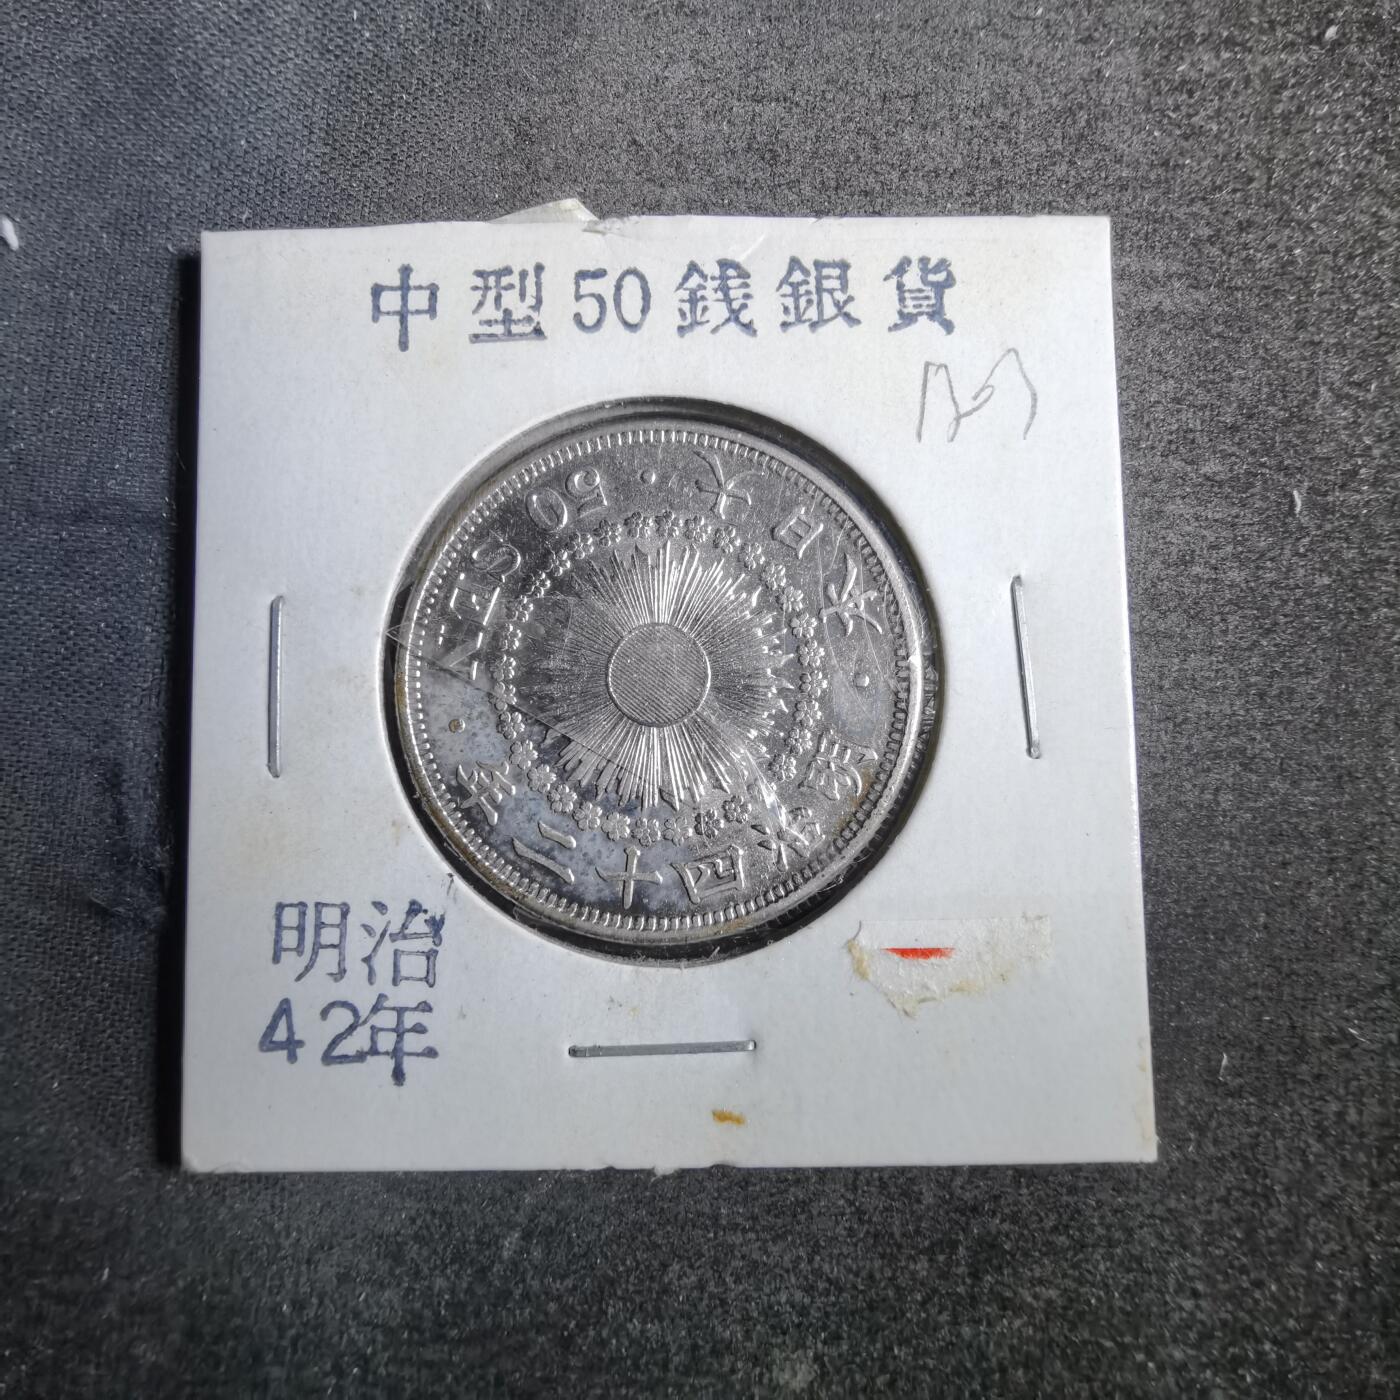 中型50銭銀貨
大日本・明治四十二年・50 SEN・
明治
42年